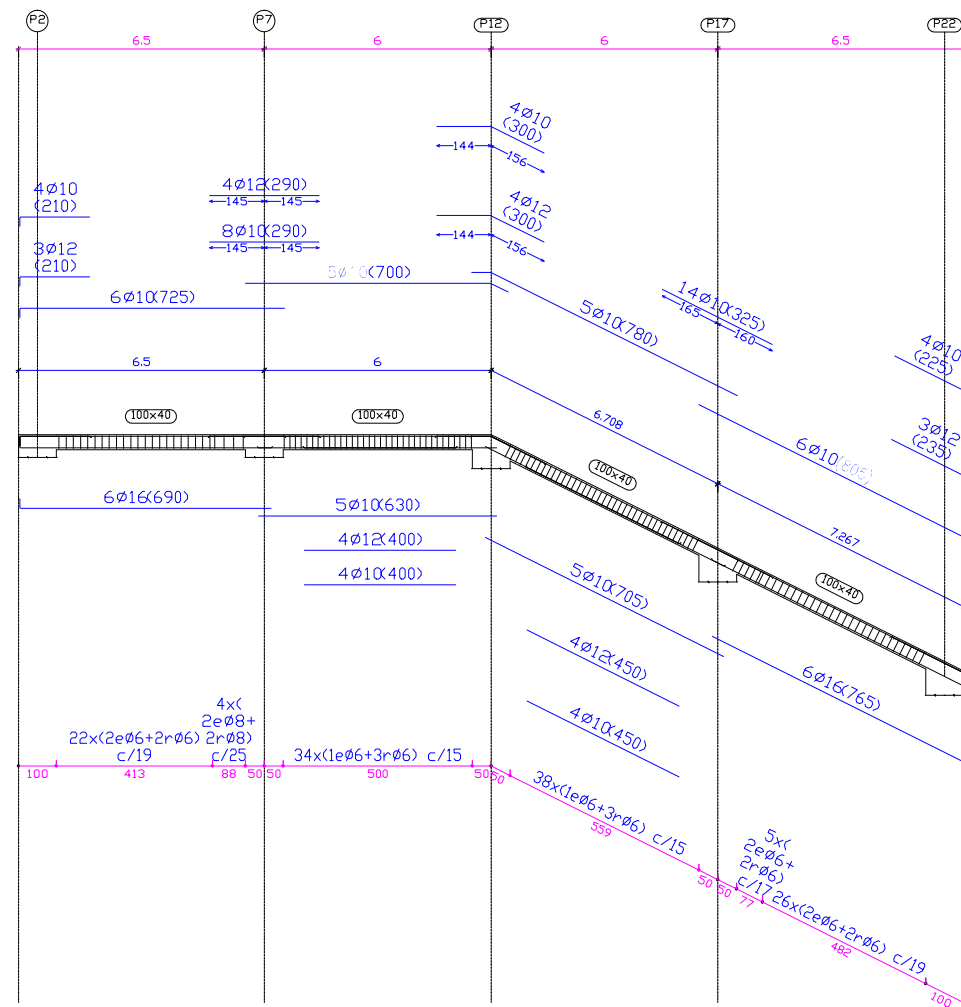 P2
P7
P12
P17
P22
6.5
6
6
6.5
4ø10
(300)
144
156
4ø10
(210)
4ø12(290)
145
145
4ø12
(300)
144
156
8ø10(290)
145
145
3ø12
(210)
5ø10(700)
6ø10(725)
5ø10(780)
14ø10(325)
165
160
4ø10
(225)
6.5
6
6.708
3ø12
(235)
100x40
100x40
100x40
6ø10(805)
7.267
100x40
6ø16(690)
5ø10(630)
4ø12(400)
4ø10(400)
5ø10(705)
4ø12(450)
6ø16(765)
4ø10(450)
4x(
2eø8+
2rø8)
c/25
22x(2eø6+2rø6)
c/19
34x(1eø6+3rø6) c/15
100
413
88
50
50
500
50
50
38x(1eø6+3rø6) c/15
559
50
50
77
5x(
2eø6+
2rø6)
c/17
26x(2eø6+2rø6) c/19
482
100